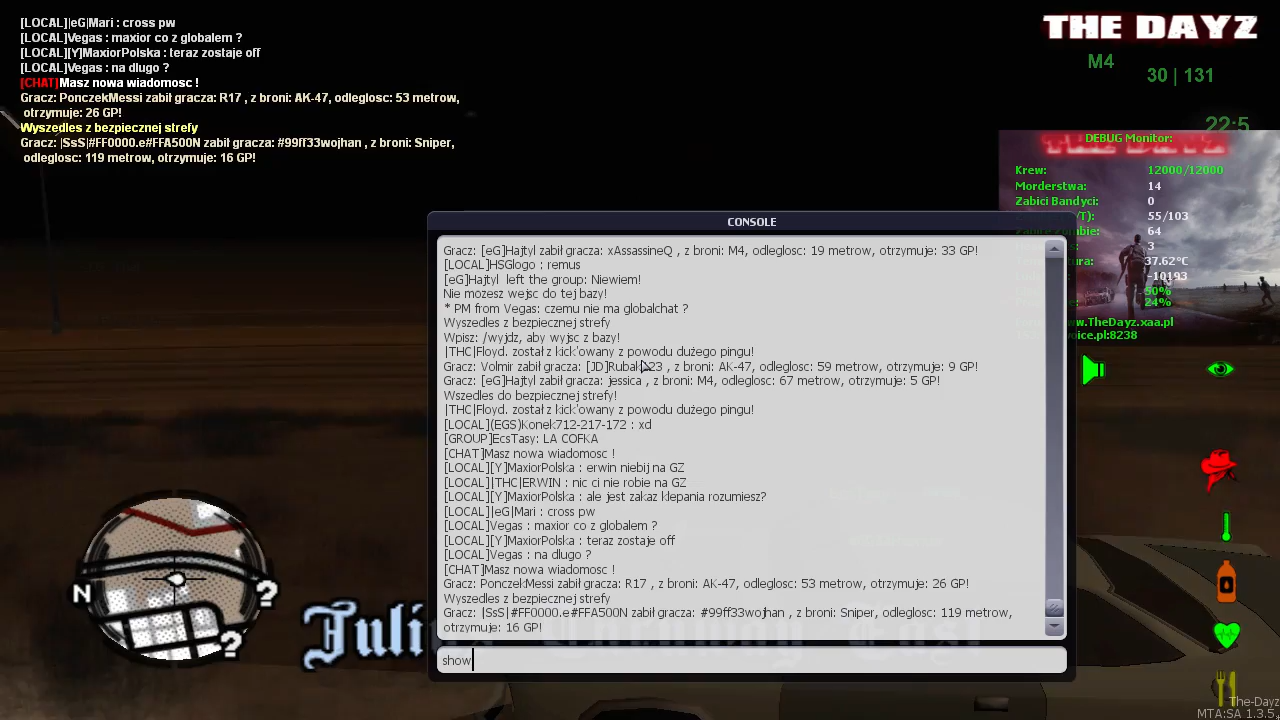 [LOCAL]|eG|Mari : cross pw
[LOCAL]Vegas : maxior co z globalem ?
[LOCAL][Y]MaxiorPolska : teraz zostaje off
[LOCAL]Vegas : na dlugo ?
[CHAT]Masz nowa wiadomosc !
Gracz: PonczekMessi zabił gracza: R17 , z broni: AK-47, odleglosc: 53 metrow,
otrzymuje: 26 GP!
Wyszedles z bezpiecznej strefy
Gracz: |SsS|#FF0000.e#FFA500N zabił gracza: #99ff33wojhan , z broni: Sniper,
odleglosc: 119 metrow, otrzymuje: 16 GP!
THE DAYZ
M4
30 | 131
22:5
DEBUG Monitor:
Krew: 12000/12000
Morderstwa: 14
Zabici Bandyci: 0
/T): 55/103
64
3
37.62°C
-10193
50%
24%
w.TheDayz.xaa.pl
oice.pl:8238
CONSOLE
Gracz: [eG]Hajtyl zabił gracza: xAssassineQ , z broni: M4, odleglosc: 19 metrow, otrzymuje: 33 GP!
[LOCAL]HSGlogo : remus
[eG]Hajtyl left the group: Niewiem!
Nie mozesz wejsc do tej bazy!
* PM from Vegas: czemu nie ma globalchat ?
Wyszedles z bezpiecznej strefy
Wpisz: /wyjdz, aby wyjsc z bazy!
|THC|Floyd. został z kick'owany z powodu dużego pingu!
Gracz: Volmir zabił gracza: [JD]Rubak123 , z broni: AK-47, odleglosc: 59 metrow, otrzymuje: 9 GP!
Gracz: [eG]Hajtyl zabił gracza: jessica , z broni: M4, odleglosc: 67 metrow, otrzymuje: 5 GP!
Wszedles do bezpiecznej strefy!
|THC|Floyd. został z kick'owany z powodu dużego pingu!
[LOCAL](EGS)Konek712-217-172 : xd
[GROUP]EcsTasy: LA COFKA
[CHAT]Masz nowa wiadomosc !
[LOCAL][Y]MaxiorPolska : erwin niebij na GZ
[LOCAL]|THC|ERWIN : nic ci nie robie na GZ
[LOCAL][Y]MaxiorPolska : ale jest zakaz klepania rozumiesz?
[LOCAL]|eG|Mari : cross pw
[LOCAL]Vegas : maxior co z globalem ?
[LOCAL][Y]MaxiorPolska : teraz zostaje off
[LOCAL]Vegas : na dlugo ?
[CHAT]Masz nowa wiadomosc !
Gracz: PonczekMessi zabił gracza: R17 , z broni: AK-47, odleglosc: 53 metrow, otrzymuje: 26 GP!
Wyszedles z bezpiecznej strefy
Gracz: |SsS|#FF0000.e#FFA500N zabił gracza: #99ff33wojhan , z broni: Sniper, odleglosc: 119 metrow,
otrzymuje: 16 GP!
show
N
?
?
The-Dayz
MTA:SA 1.3.5